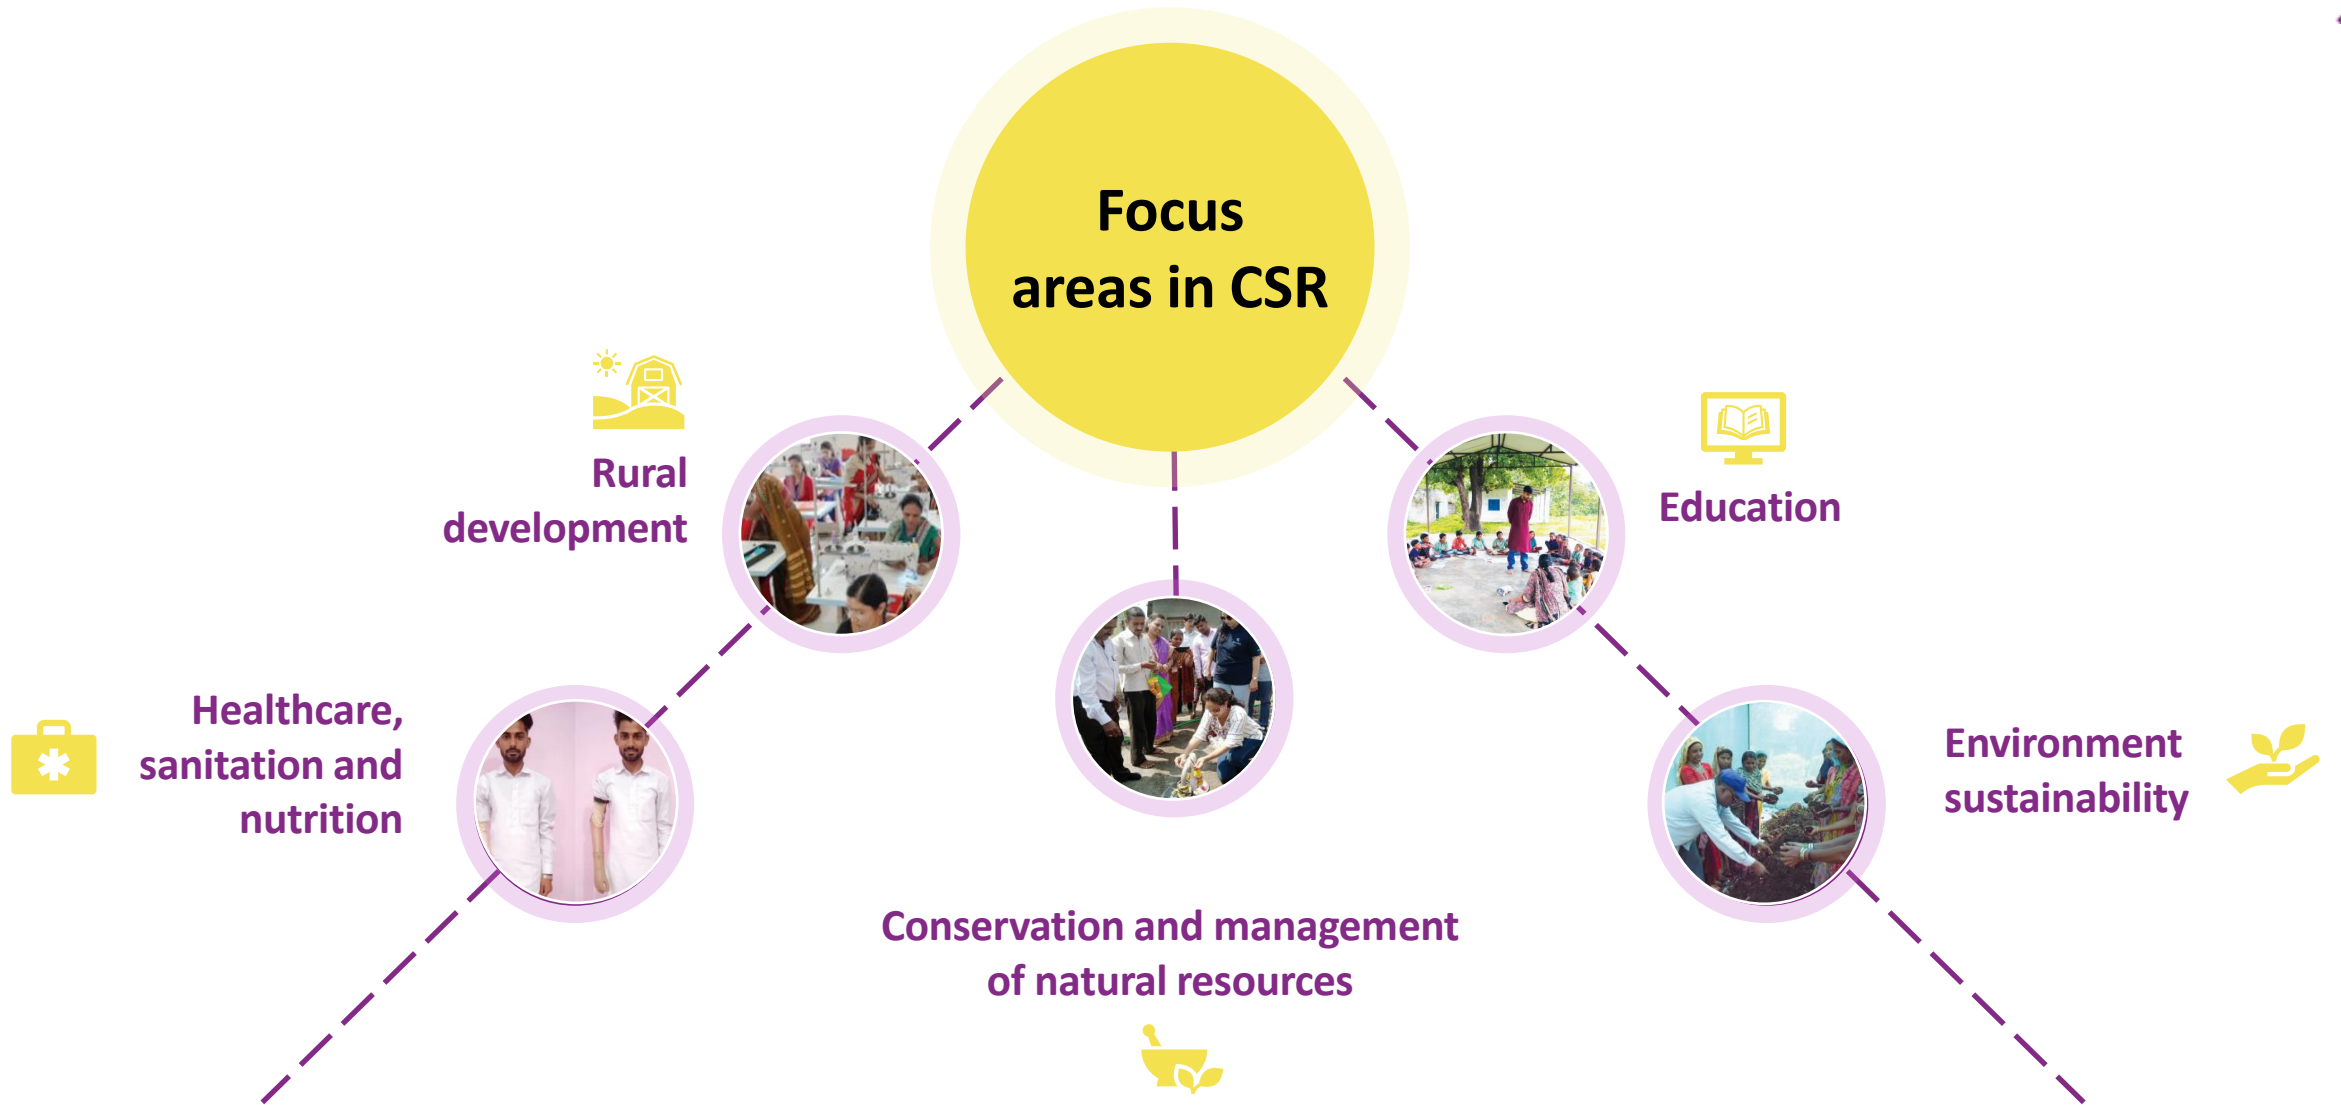 Focus
areas in CSR
Rural
development
Education
Healthcare,
sanitation and
nutrition
Environment
sustainability
Conservation and management
of natural resources